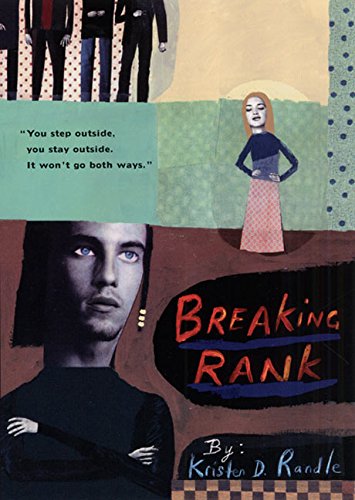 "You step outside,
you stay outside.
It won't go both ways."
BREAKING
RANK
By:
Kristen D. Randle